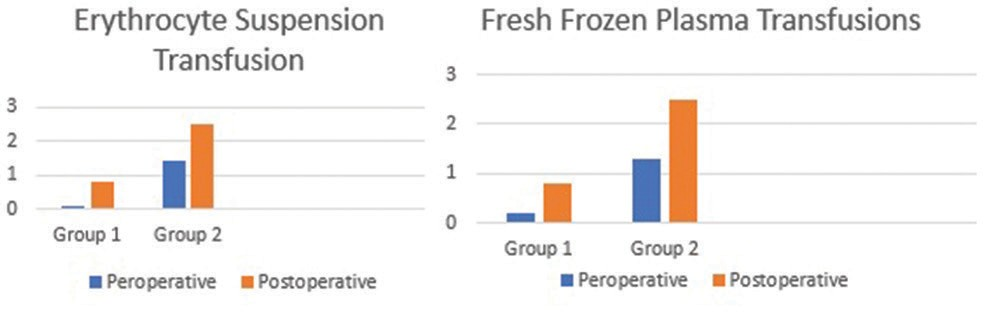 Erythrocyte Suspension
Transfusion
3
2
1
0
Group 1 Group 2
Peroperative Postoperative
Fresh Frozen Plasma Transfusions
3
2
1
0
Group 1 Group 2
Peroperative Postoperative